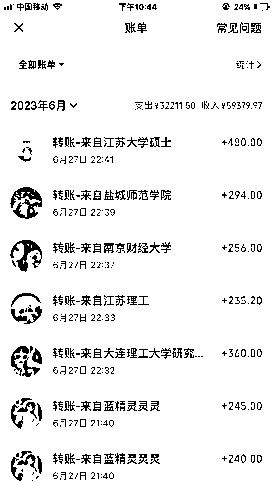 中国移动 下午10:44 24%
账单 常见问题
全部账单 统计
2023年6月 支出¥32211.50 收入¥59379.97
转账-来自江苏大学硕士 +480.00
6月27日 22:41
转账-来自盐城师范学院 +294.00
6月27日 22:39
转账-来自南京财经大学 +256.00
6月27日 22:37
转账-来自江苏理工 +235.20
6月27日 22:33
转账-来自大连理工大学研究... +360.00
6月27日 22:32
转账-来自蓝精灵灵灵 +245.00
6月27日 21:40
转账-来自蓝精灵灵灵 +240.00
6月27日 21:40